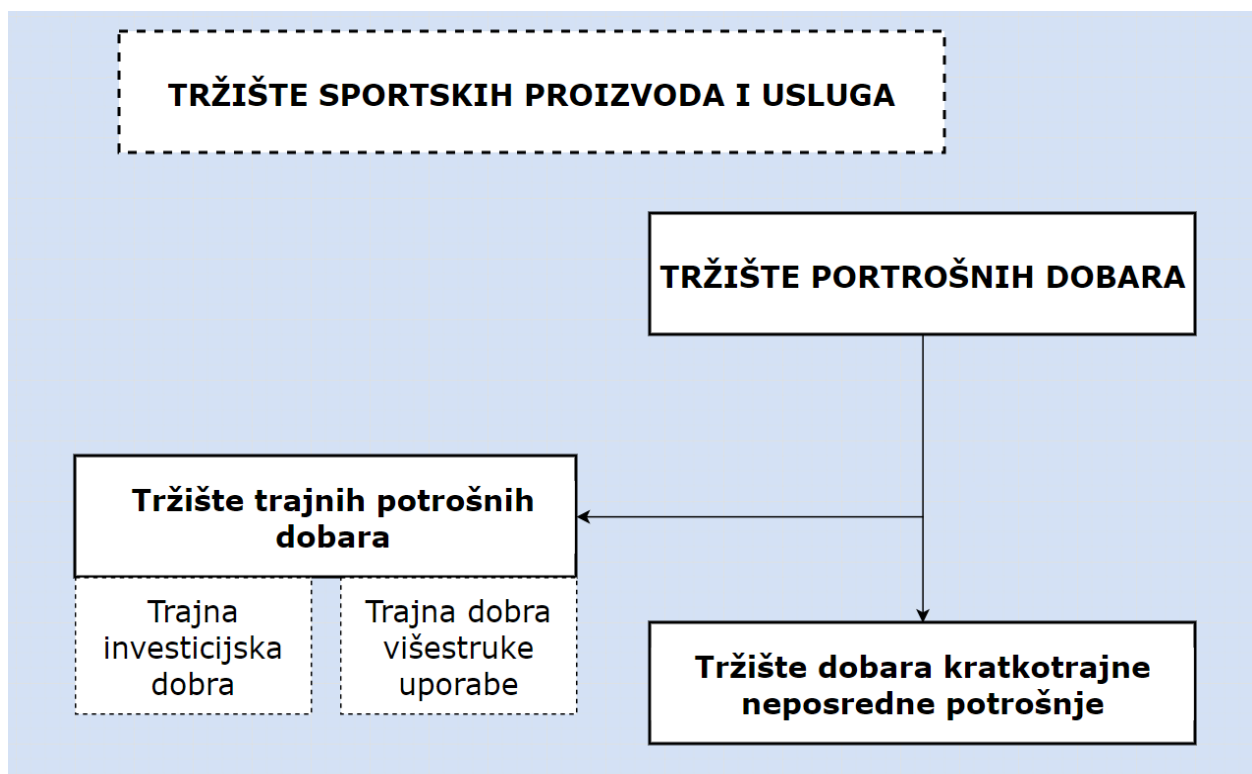 TRŽIŠTE SPORTSKIH PROIZVODA I USLUGA
TRŽIŠTE PORTROŠNIH DOBARA
Tržište trajnih potrošnih
dobara
Trajna
investicijska
dobra
Trajna dobra
višestruke
uporabe
Tržište dobara kratkotrajne
neposredne potrošnje